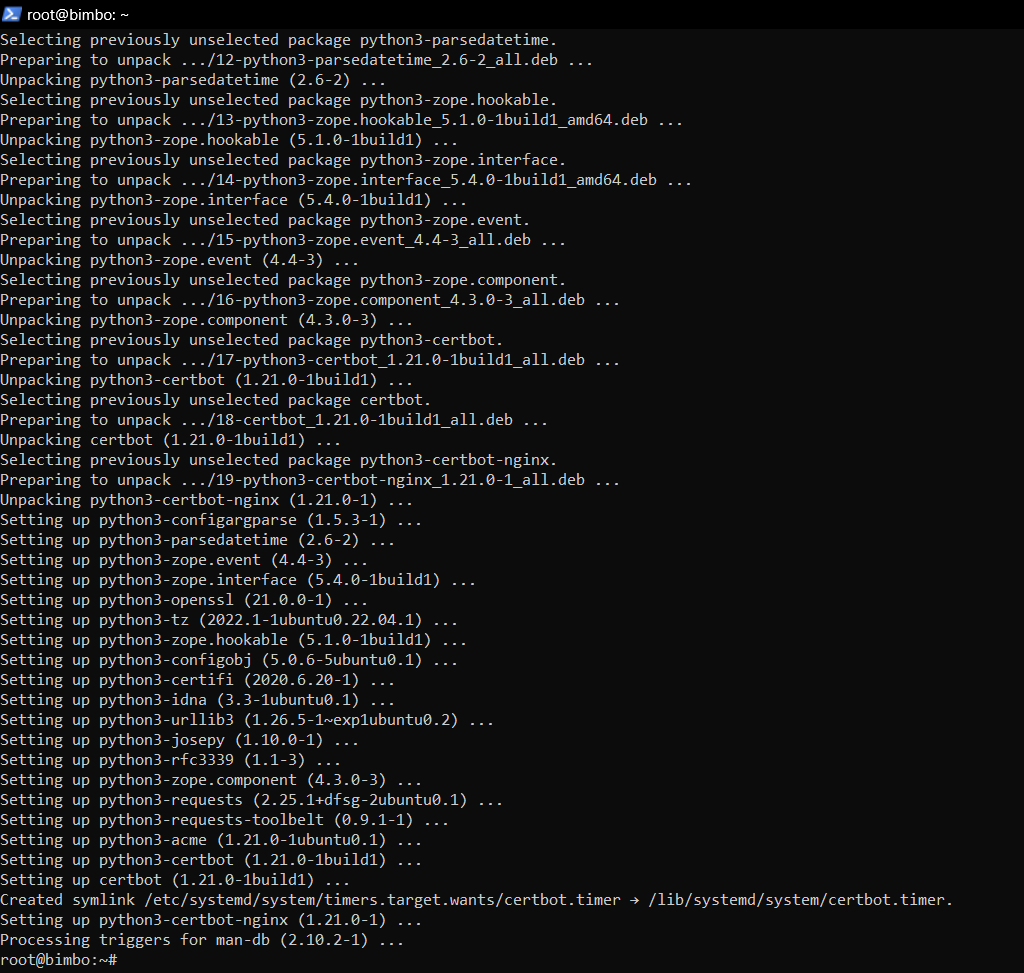 root@bimbo: ~
Selecting previously unselected package python3-parsedatetime.
Preparing to unpack .../12-python3-parsedatetime_2.6-2_all.deb ...
Unpacking python3-parsedatetime (2.6-2) ...
Selecting previously unselected package python3-zope.hookable.
Preparing to unpack .../13-python3-zope.hookable_5.1.0-1build1_amd64.deb ...
Unpacking python3-zope.hookable (5.1.0-1build1) ...
Selecting previously unselected package python3-zope.interface.
Preparing to unpack .../14-python3-zope.interface_5.4.0-1build1_amd64.deb ...
Unpacking python3-zope.interface (5.4.0-1build1) ...
Selecting previously unselected package python3-zope.event.
Preparing to unpack .../15-python3-zope.event_4.4-3_all.deb ...
Unpacking python3-zope.event (4.4-3) ...
Selecting previously unselected package python3-zope.component.
Preparing to unpack .../16-python3-zope.component_4.3.0-3_all.deb ...
Unpacking python3-zope.component (4.3.0-3) ...
Selecting previously unselected package python3-certbot.
Preparing to unpack .../17-python3-certbot_1.21.0-1build1_all.deb ...
Unpacking python3-certbot (1.21.0-1build1) ...
Selecting previously unselected package certbot.
Preparing to unpack .../18-certbot_1.21.0-1build1_all.deb ...
Unpacking certbot (1.21.0-1build1) ...
Selecting previously unselected package python3-certbot-nginx.
Preparing to unpack .../19-python3-certbot-nginx_1.21.0-1_all.deb ...
Unpacking python3-certbot-nginx (1.21.0-1) ...
Setting up python3-configargparse (1.5.3-1) ...
Setting up python3-parsedatetime (2.6-2) ...
Setting up python3-zope.event (4.4-3) ...
Setting up python3-zope.interface (5.4.0-1build1) ...
Setting up python3-openssl (21.0.0-1) ...
Setting up python3-tz (2022.1-1ubuntu0.22.04.1) ...
Setting up python3-zope.hookable (5.1.0-1build1) ...
Setting up python3-configobj (5.0.6-5ubuntu0.1) ...
Setting up python3-certifi (2020.6.20-1) ...
Setting up python3-idna (3.3-1ubuntu0.1) ...
Setting up python3-urllib3 (1.26.5-1~exp1ubuntu0.2) ...
Setting up python3-josepy (1.10.0-1) ...
Setting up python3-rfc3339 (1.1-3) ...
Setting up python3-zope.component (4.3.0-3) ...
Setting up python3-requests (2.25.1+dfsg-2ubuntu0.1) ...
Setting up python3-requests-toolbelt (0.9.1-1) ...
Setting up python3-acme (1.21.0-1ubuntu0.1) ...
Setting up python3-certbot (1.21.0-1build1) ...
Setting up certbot (1.21.0-1build1) ...
Created symlink /etc/systemd/system/timers.target.wants/certbot.timer → /lib/systemd/system/certbot.timer.
Setting up python3-certbot-nginx (1.21.0-1) ...
Processing triggers for man-db (2.10.2-1) ...
root@bimbo:~#